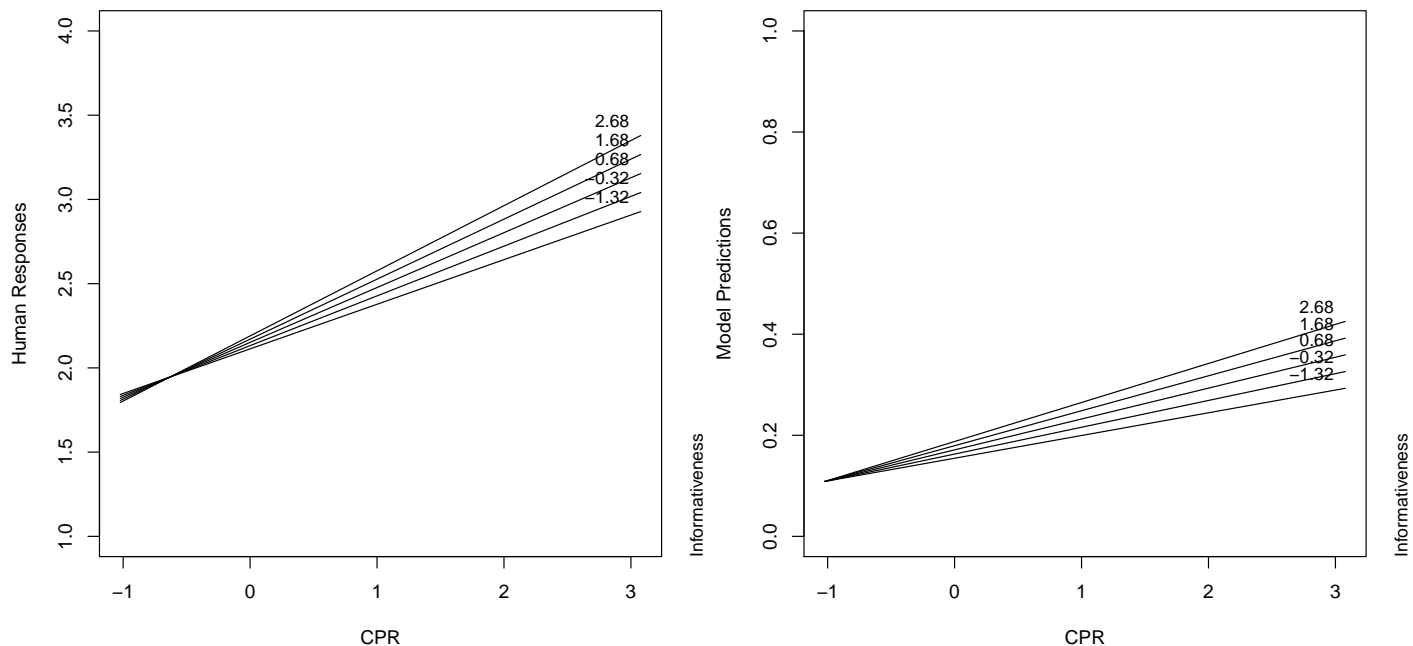 Human Responses
4.0
3.5
3.0
2.5
2.0
1.5
1.0
2.68
1.68
0.68
−0.32
−1.32
−1 0 1 2 3
CPR
Informativeness
Model Predictions
1.0
0.8
0.6
0.4
0.2
0.0
2.68
1.68
0.68
−0.32
−1.32
−1 0 1 2 3
CPR
Informativeness